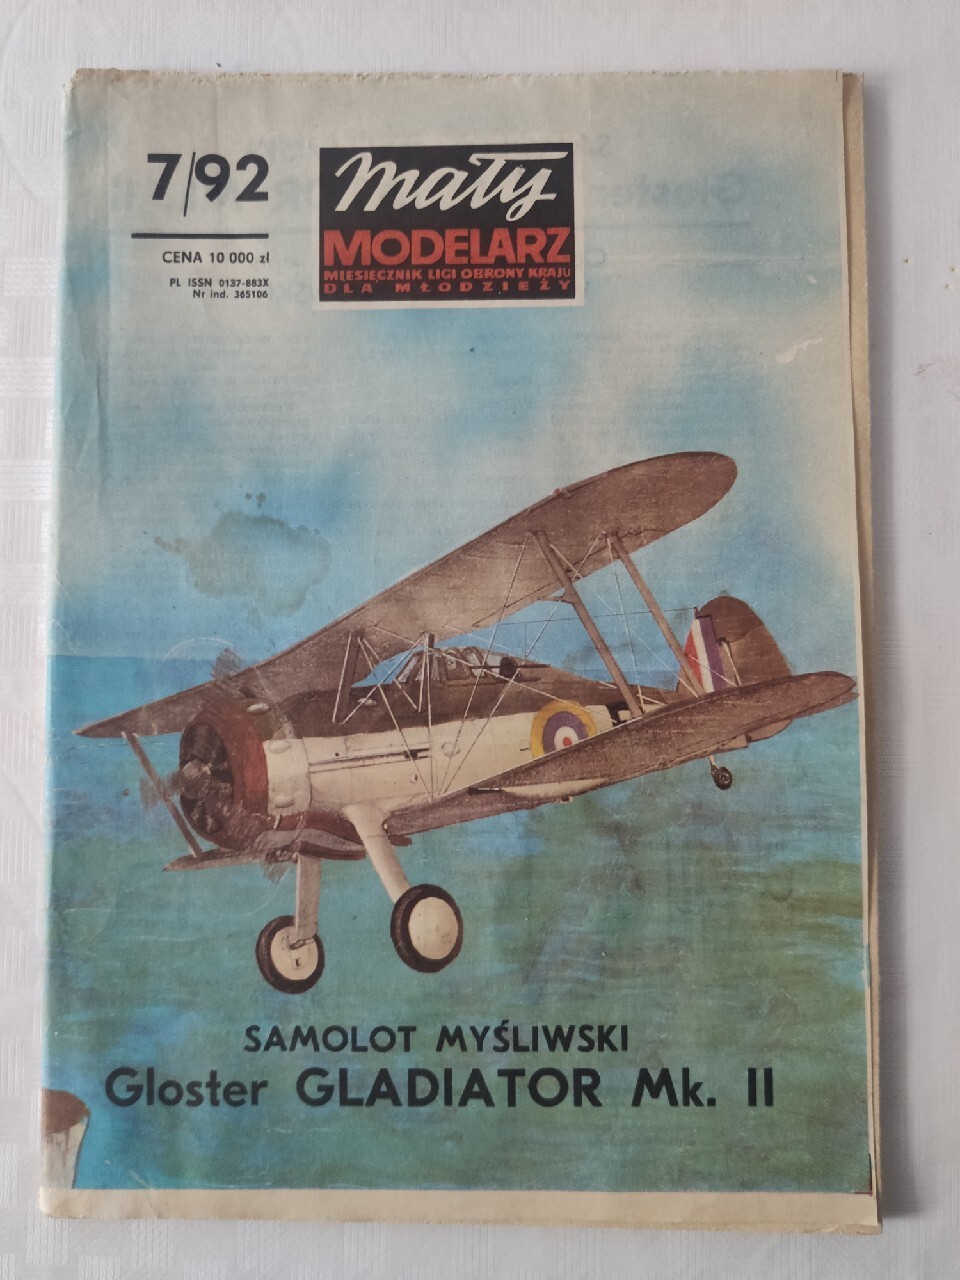 7/92
CENA 10 000 zł
PL ISSN 0137-883X
Nr ind. 365106
Mały
MODELARZ
MIESIĘCZNIK LIGI OBRONY KRAJU
DLA MŁODZIEŻY
SAMOLOT MYŚLIWSKI
Gloster GLADIATOR Mk. II